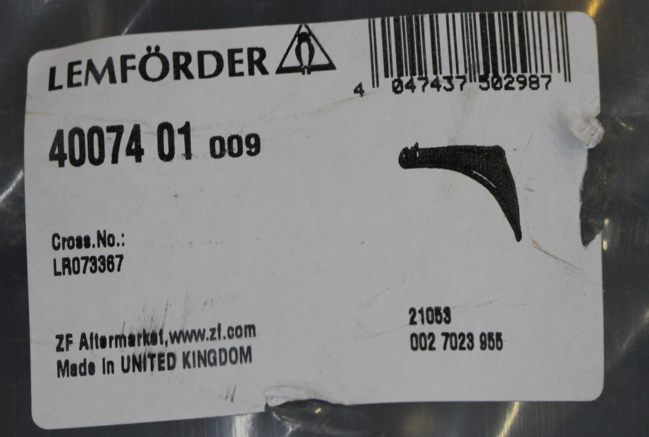 LEMFÖRDER
4 047437 302987
40074 01 009
Cross.No.:
LR073367
21053
002 7023 955
ZF Aftermarket,www.zf.com
Made in UNITED KINGDOM